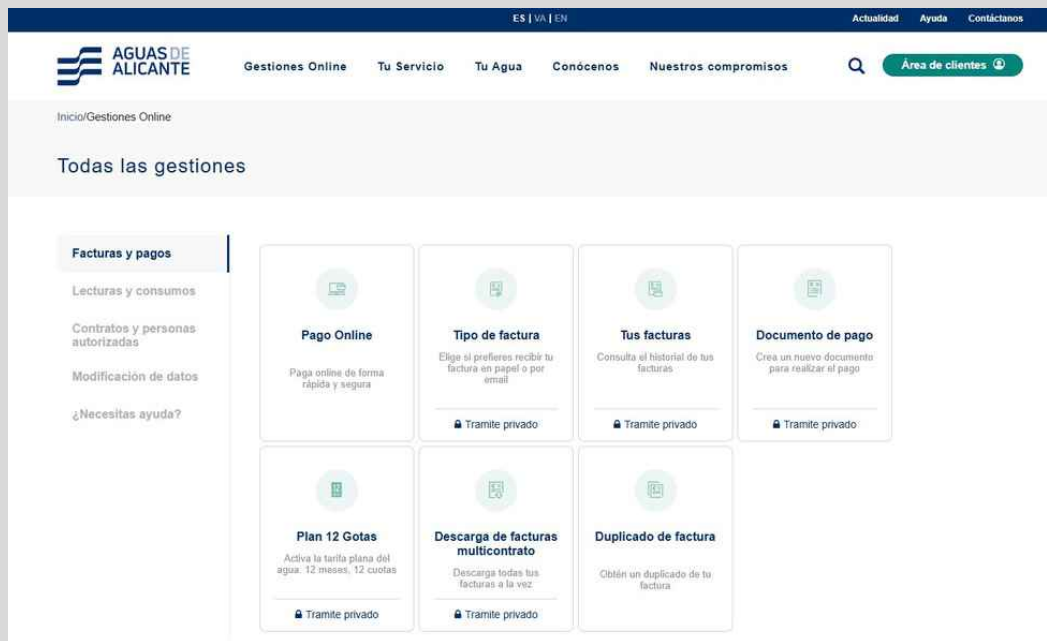 ES | VA | EN
Actualidad Ayuda Contáctanos
AGUAS DE
ALICANTE
Gestiones Online Tu Servicio Tu Agua Conócenos Nuestros compromisos
Área de clientes
Inicio/Gestiones Online
Todas las gestiones
Facturas y pagos
Lecturas y consumos
Contratos y personas
autorizadas
Modificación de datos
¿Necesitas ayuda?
Pago Online
Paga online de forma
rápida y segura
Tipo de factura
Elige si prefieres recibir tu
factura en papel o por
email
Tramite privado
Tus facturas
Consulta el historial de tus
facturas
Tramite privado
Documento de pago
Crea un nuevo documento
para realizar el pago
Tramite privado
Plan 12 Gotas
Activa la tarifa plana del
agua. 12 meses, 12 cuotas
Tramite privado
Descarga de facturas
multicontrato
Descarga todas tus
facturas a la vez
Tramite privado
Duplicado de factura
Obtén un duplicado de tu
factura